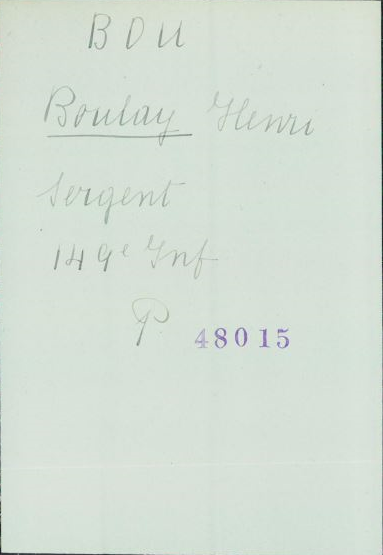 BOU
Boulay Henri
Sergent
149e Inf
P 48015